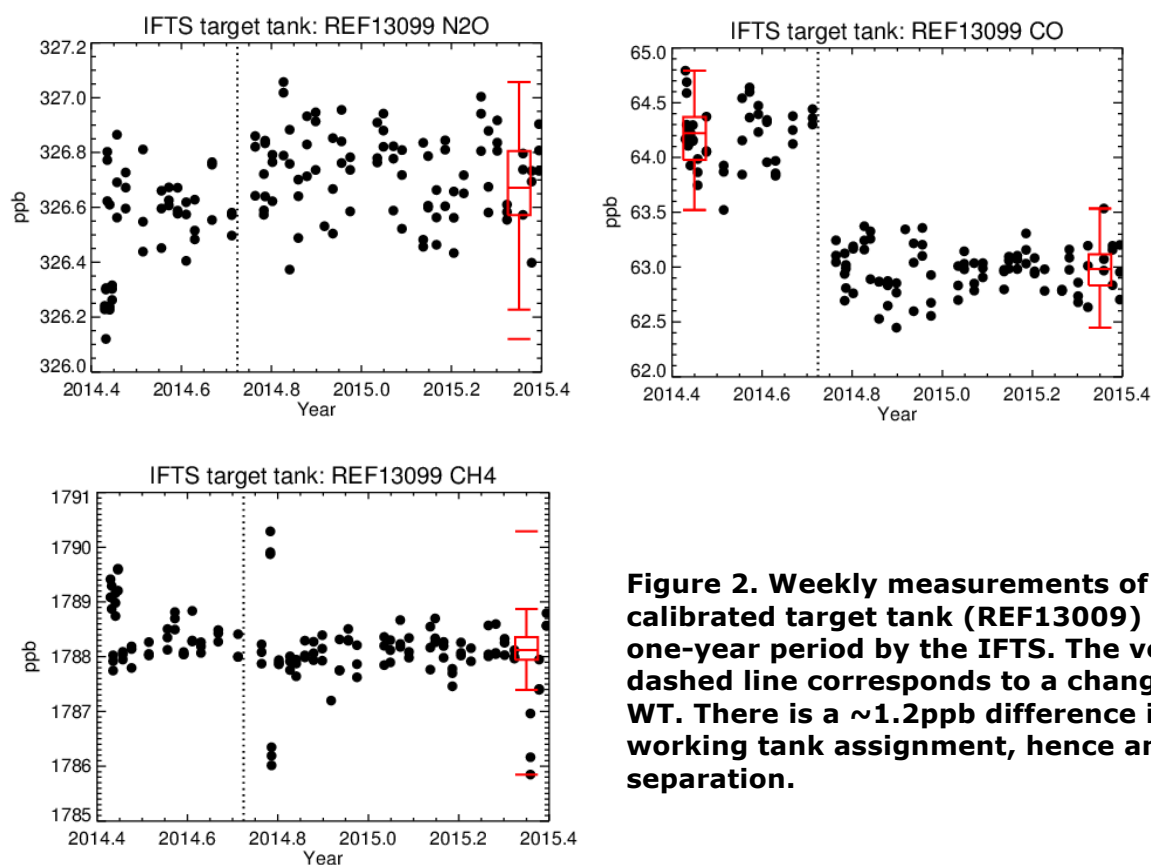 IFTS target tank: REF13099 N2O
327.2
327.0
326.8
326.6
326.4
326.2
326.0
ppb
2014.4 2014.6 2014.8 2015.0 2015.2 2015.4
Year
IFTS target tank: REF13099 CO
65.0
64.5
64.0
63.5
63.0
62.5
62.0
ppb
2014.4 2014.6 2014.8 2015.0 2015.2 2015.4
Year
IFTS target tank: REF13099 CH4
1791
1790
1789
1788
1787
1786
1785
ppb
2014.4 2014.6 2014.8 2015.0 2015.2 2015.4
Year
Figure 2. Weekly measurements of
calibrated target tank (REF13009)
one-year period by the IFTS. The
dashed line corresponds to a
WT. There is a ~1.2ppb difference
working tank assignment, hence
separation.